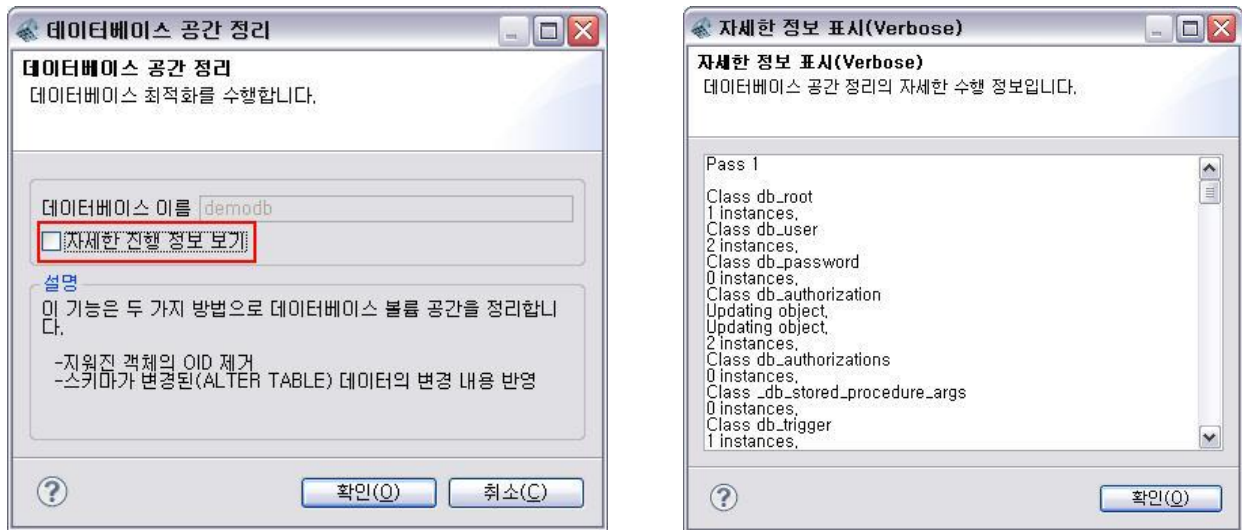 데이터베이스 공간 정리
데이터베이스 공간 정리
데이터베이스 최적화를 수행합니다.
데이터베이스 이름 demodb
자세한 진행 정보 보기
설명
이 기능은 두 가지 방법으로 데이터베이스 볼륨 공간을 정리합니
다.
-지워진 객체의 OID 제거
-스키마가 변경된(ALTER TABLE) 데이터의 변경 내용 반영
확인(O)
취소(C)
자세한 정보 표시(Verbose)
자세한 정보 표시(Verbose)
데이터베이스 공간 정리의 자세한 수행 정보입니다.
Pass 1
Class db_root
1 instances,
Class db_user
2 instances,
Class db_password
0 instances,
Class db_authorization
Updating object,
Updating object,
2 instances,
Class db_authorizations
0 instances,
Class _db_stored_procedure_args
0 instances,
Class db_trigger
1 instances,
확인(O)